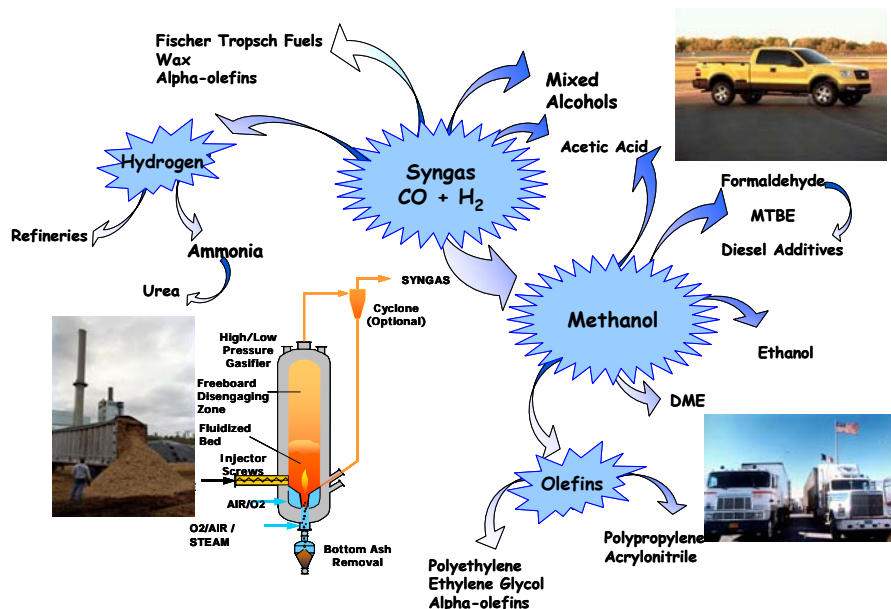 Fischer Tropsch Fuels
Wax
Alpha-olefins
Mixed
Alcohols
Acetic Acid
Hydrogen
Syngas
CO + H₂
Formaldehyde
MTBE
Diesel Additives
Refineries
Ammonia
Urea
Methanol
Ethanol
DME
Olefins
Polypropylene
Acrylonitrile
Polyethylene
Ethylene Glycol
Alpha-olefins
SYNGAS
Cyclone
(Optional)
High/Low
Pressure
Gasifier
Freeboard
Disengaging
Zone
Fluidized
Bed
Injector
Screws
AIR/O2
O2/AIR /
STEAM
Bottom Ash
Removal